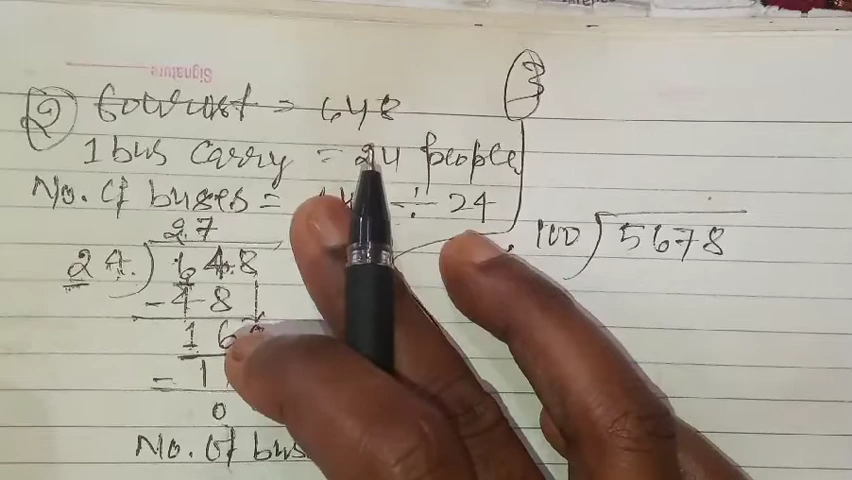 Signature
② = 648
1 bus carry = 24 people
No. of buses = ÷ 24
27
24) 648
- 48
16
- 1
0
No. of bus
③
100) 5678